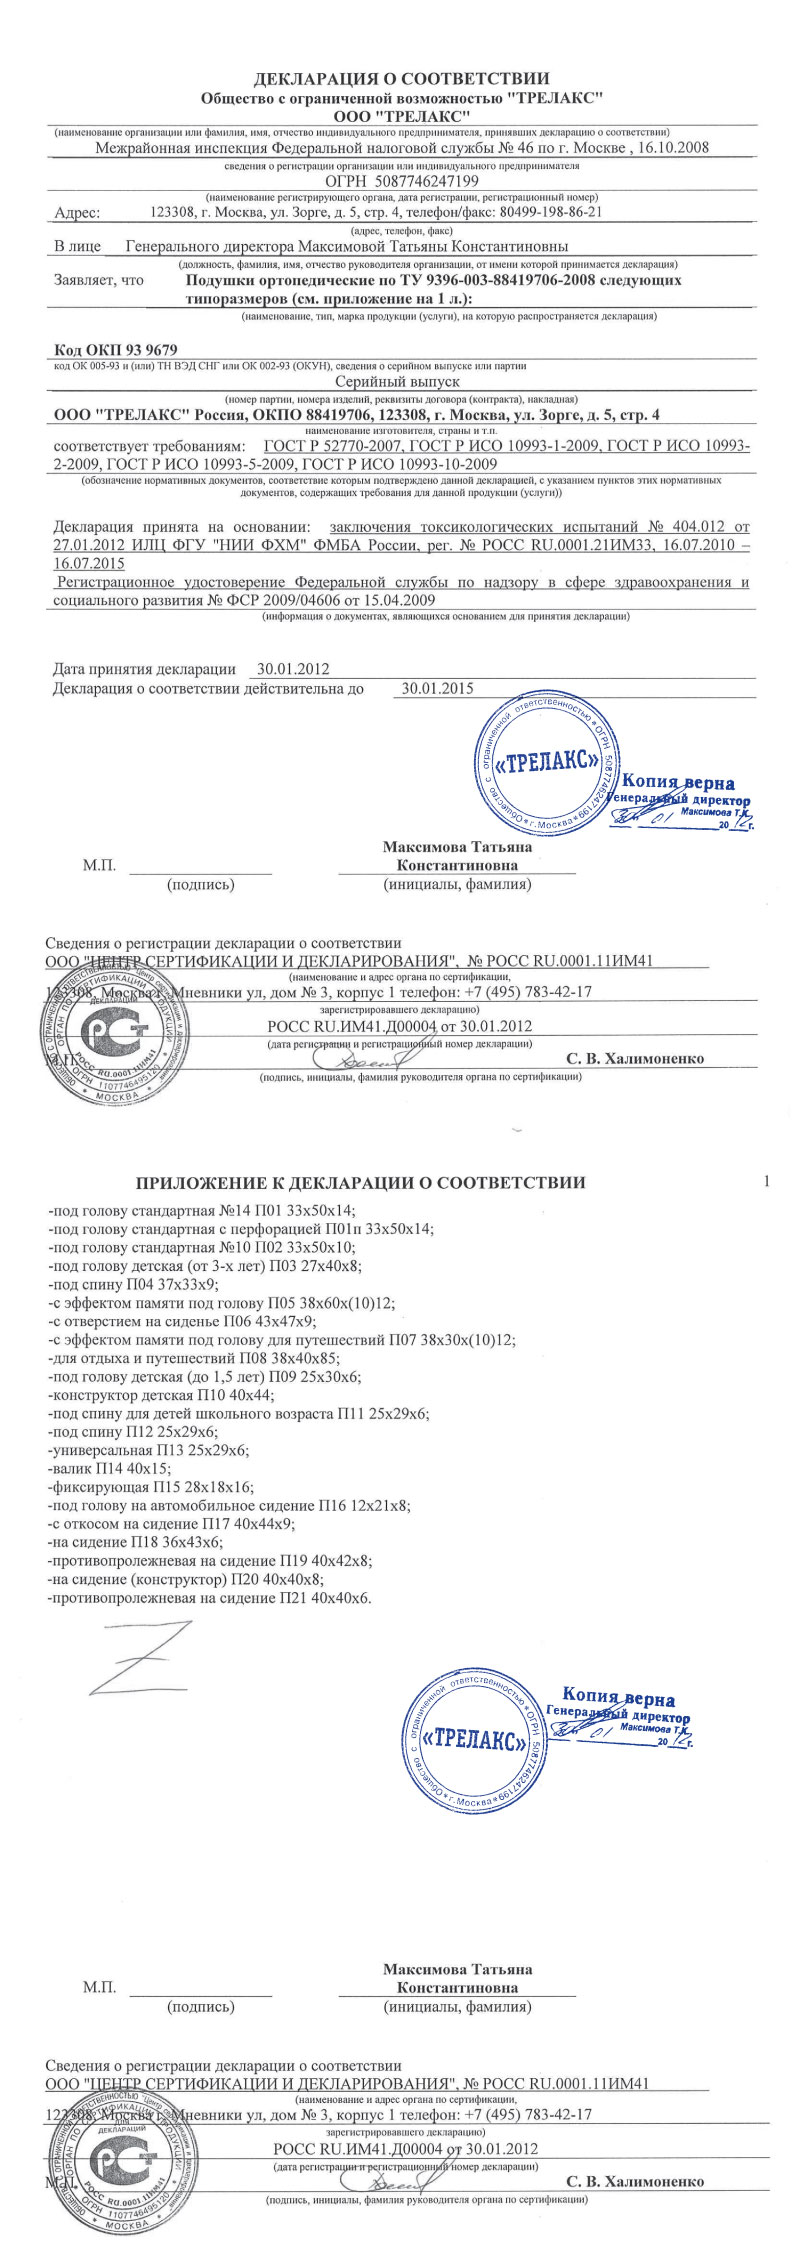 ДЕКЛАРАЦИЯ О СООТВЕТСТВИИ
Общество с ограниченной возможностью "ТРЕЛАКС"
ООО "ТРЕЛАКС"
(наименование организации или фамилия, имя, отчество индивидуального предпринимателя, принявших декларацию о соответствии)
Межрайонная инспекция Федеральной налоговой службы № 46 по г. Москве , 16.10.2008
сведения о регистрации организации или индивидуального предпринимателя
ОГРН 5087746247199
(наименование регистрирующего органа, дата регистрации, регистрационный номер)
Адрес: 123308, г. Москва, ул. Зорге, д. 5, стр. 4, телефон/факс: 80499-198-86-21
(адрес, телефон, факс)
В лице Генерального директора Максимовой Татьяны Константиновны
(должность, фамилия, имя, отчество руководителя организации, от имени которой принимается декларация)
Заявляет, что Подушки ортопедические по ТУ 9396-003-88419706-2008 следующих
типоразмеров (см. приложение на 1 л.):
(наименование, тип, марка продукции (услуги), на которую распространяется декларация)
Код ОКП 93 9679
код ОК 005-93 и (или) ТН ВЭД СНГ или ОК 002-93 (ОКУН), сведения о серийном выпуске или партии
Серийный выпуск
(номер партии, номера изделий, реквизиты договора (контракта), накладная)
ООО "ТРЕЛАКС" Россия, ОКПО 88419706, 123308, г. Москва, ул. Зорге, д. 5, стр. 4
наименование изготовителя, страны и т.п.
соответствует требованиям: ГОСТ Р 52770-2007, ГОСТ Р ИСО 10993-1-2009, ГОСТ Р ИСО 10993-
2-2009, ГОСТ Р ИСО 10993-5-2009, ГОСТ Р ИСО 10993-10-2009
(обозначение нормативных документов, соответствие которым подтверждено данной декларацией, с указанием пунктов этих нормативных
документов, содержащих требования для данной продукции (услуги))
Декларация принята на основании: заключения токсикологических испытаний № 404.012 от
27.01.2012 ИЛЦ ФГУ "НИИ ФХМ" ФМБА России, рег. № РОСС RU.0001.21ИМ33, 16.07.2010 –
16.07.2015
Регистрационное удостоверение Федеральной службы по надзору в сфере здравоохранения и
социального развития № ФСР 2009/04606 от 15.04.2009
(информация о документах, являющихся основанием для принятия декларации)
Дата принятия декларации 30.01.2012
Декларация о соответствии действительна до 30.01.2015
Общество с ограниченной ответственностью * ОГРН 5087746247199 * г.Москва *
«ТРЕЛАКС»
Копия верна
Генеральный директор
Максимова Т.К.
30 01 2012 г.
Максимова Татьяна
М.П. Константиновна
(подпись) (инициалы, фамилия)
Сведения о регистрации декларации о соответствии
ООО "ЦЕНТР СЕРТИФИКАЦИИ И ДЕКЛАРИРОВАНИЯ", № РОСС RU.0001.11ИМ41
(наименование и адрес органа по сертификации,
123308, Москва г, Мневники ул, дом № 3, корпус 1 телефон: +7 (495) 783-42-17
зарегистрировавшего декларацию)
РОСС RU.ИМ41.Д00004 от 30.01.2012
(дата регистрации и регистрационный номер декларации)
М.П. С. В. Халимоненко
(подпись, инициалы, фамилия руководителя органа по сертификации)
ОРГАН ПО СЕРТИФИКАЦИИ ПРОДУКЦИИ
ДЕКЛАРАЦИЙ
РОСС RU.0001.11ИМ41
ОГРН 1107746495120
* МОСКВА *
ПРИЛОЖЕНИЕ К ДЕКЛАРАЦИИ О СООТВЕТСТВИИ 1
-под голову стандартная №14 П01 33х50х14;
-под голову стандартная с перфорацией П01п 33х50х14;
-под голову стандартная №10 П02 33х50х10;
-под голову детская (от 3-х лет) П03 27х40х8;
-под спину П04 37х33х9;
-с эффектом памяти под голову П05 38х60х(10)12;
-с отверстием на сиденье П06 43х47х9;
-с эффектом памяти под голову для путешествий П07 38х30х(10)12;
-для отдыха и путешествий П08 38х40х85;
-под голову детская (до 1,5 лет) П09 25х30х6;
-конструктор детская П10 40х44;
-под спину для детей школьного возраста П11 25х29х6;
-под спину П12 25х29х6;
-универсальная П13 25х29х6;
-валик П14 40х15;
-фиксирующая П15 28х18х16;
-под голову на автомобильное сидение П16 12х21х8;
-с откосом на сидение П17 40х44х9;
-на сидение П18 36х43х6;
-противопролежневая на сидение П19 40х42х8;
-на сидение (конструктор) П20 40х40х8;
-противопролежневая на сидение П21 40х40х6.
Общество с ограниченной ответственностью * ОГРН 5087746247199 * г.Москва *
«ТРЕЛАКС»
Копия верна
Генеральный директор
Максимова Т.К.
30 01 2012 г.
Максимова Татьяна
М.П. Константиновна
(подпись) (инициалы, фамилия)
Сведения о регистрации декларации о соответствии
ООО "ЦЕНТР СЕРТИФИКАЦИИ И ДЕКЛАРИРОВАНИЯ", № РОСС RU.0001.11ИМ41
(наименование и адрес органа по сертификации,
123308, Москва г, Мневники ул, дом № 3, корпус 1 телефон: +7 (495) 783-42-17
зарегистрировавшего декларацию)
РОСС RU.ИМ41.Д00004 от 30.01.2012
(дата регистрации и регистрационный номер декларации)
М.П. С. В. Халимоненко
(подпись, инициалы, фамилия руководителя органа по сертификации)
ОРГАН ПО СЕРТИФИКАЦИИ ПРОДУКЦИИ
ДЛЯ
ДЕКЛАРАЦИЙ
РОСС RU.0001.11ИМ41
ОГРН 1107746495120
* МОСКВА *